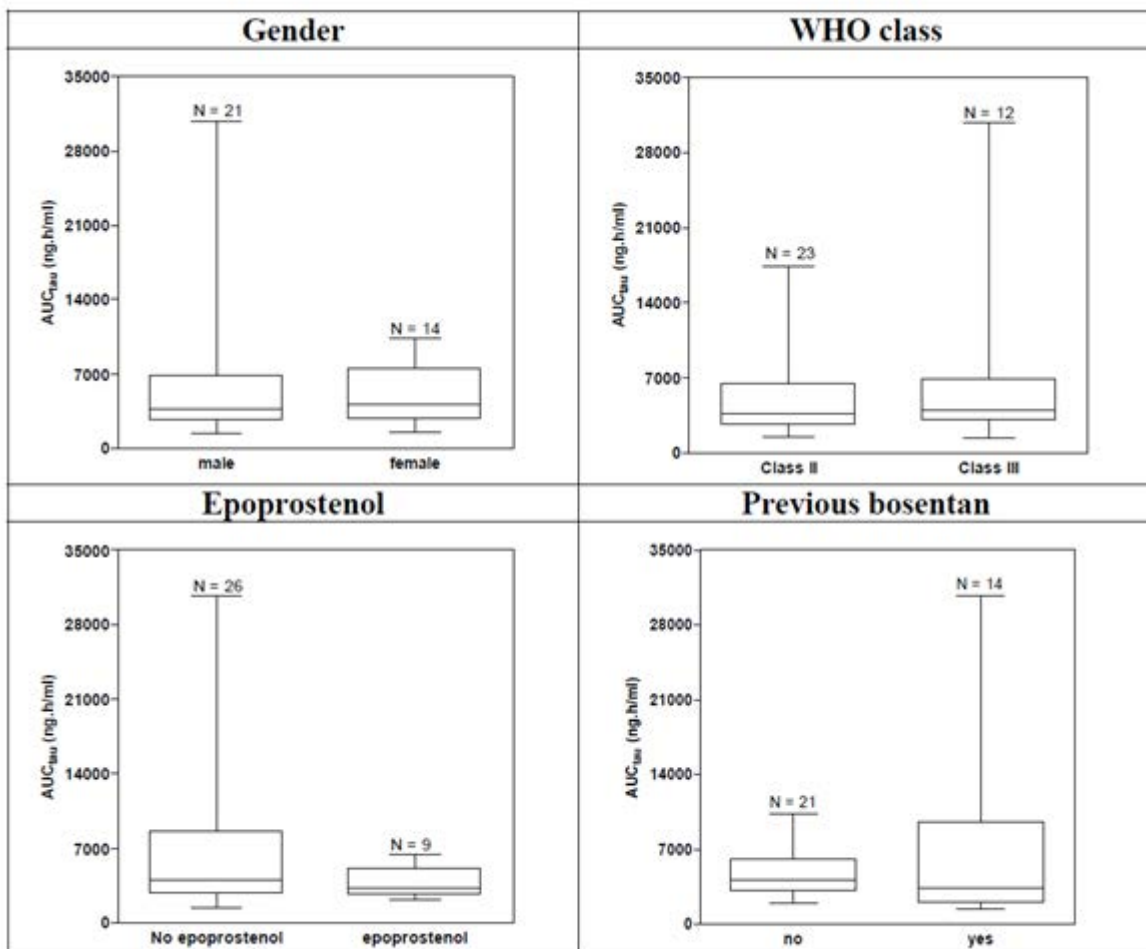 Gender
35000
28000
21000
14000
7000
0
AUCtau (ng.h/ml)
N = 21
N = 14
male
female
WHO class
35000
28000
21000
14000
7000
0
AUCtau (ng.h/ml)
N = 23
N = 12
Class II
Class III
Epoprostenol
35000
28000
21000
14000
7000
0
AUCtau (ng.h/ml)
N = 26
N = 9
No epoprostenol
epoprostenol
Previous bosentan
35000
28000
21000
14000
7000
0
AUCtau (ng.h/ml)
N = 21
N = 14
no
yes